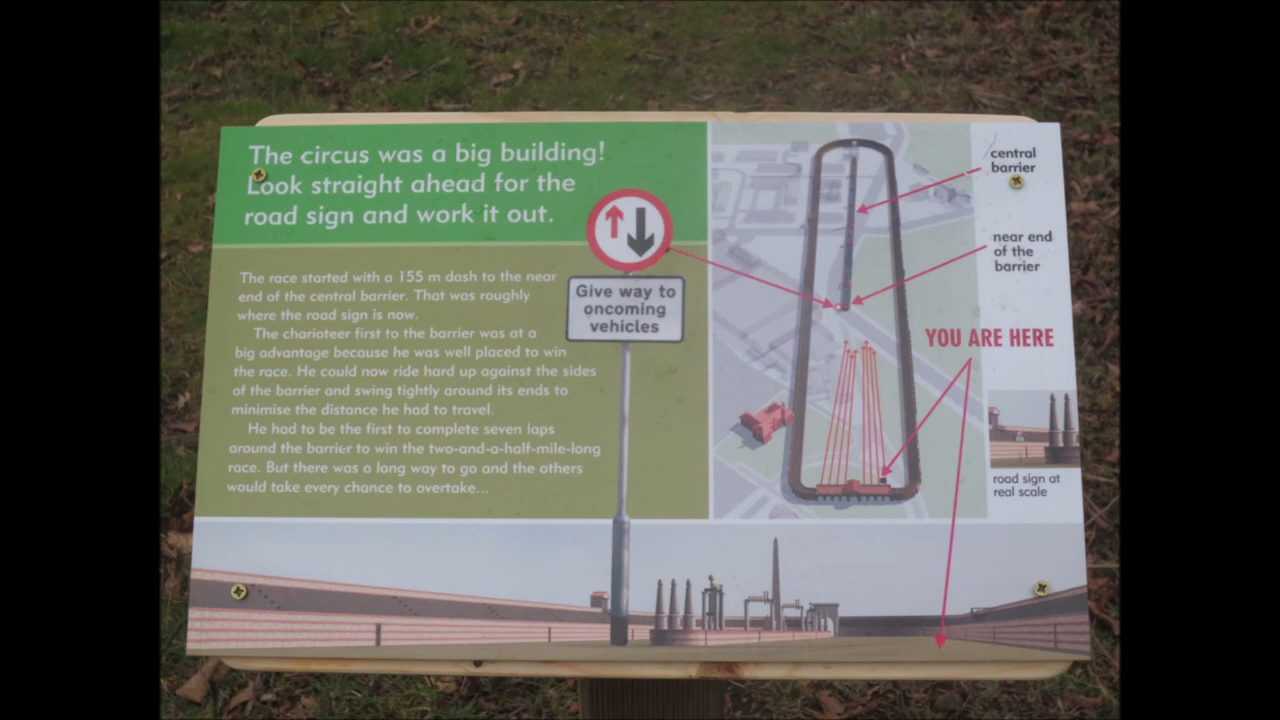 The circus was a big building!
Look straight ahead for the
road sign and work it out.
The race started with a 155 m dash to the near
end of the central barrier. That was roughly
where the road sign is now.
The charioteer first to the barrier was at a
big advantage because he was well placed to win
the race. He could now ride hard up against the sides
of the barrier and swing tightly around its ends to
minimise the distance he had to travel.
He had to be the first to complete seven laps
around the barrier to win the two-and-a-half-mile-long
race. But there was a long way to go and the others
would take every chance to overtake...
Give way to
oncoming
vehicles
central
barrier
near end
of the
barrier
YOU ARE HERE
road sign at
real scale